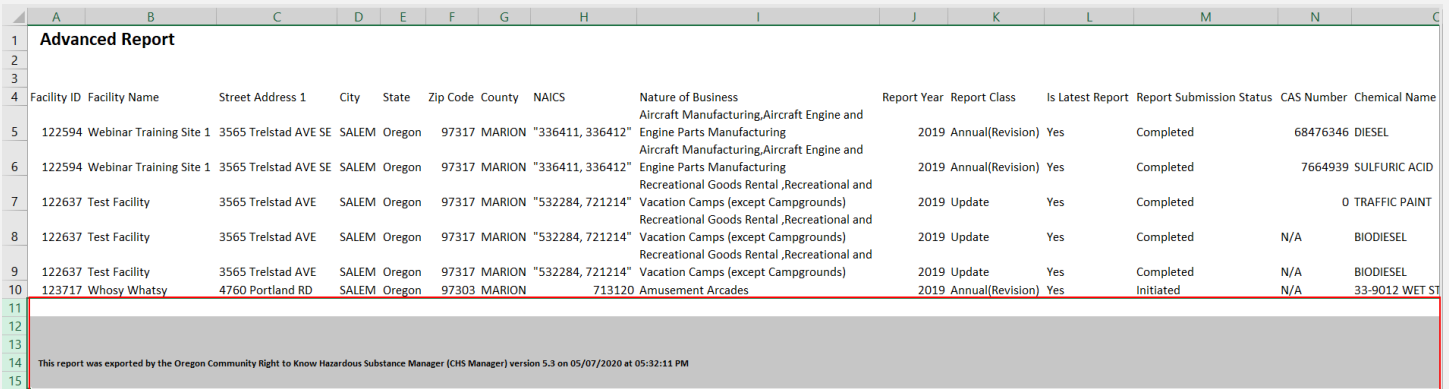 A B C D E F G H I J K L M N
1 Advanced Report
2
3
4 Facility ID Facility Name Street Address 1 City State Zip Code County NAICS Nature of Business Report Year Report Class Is Latest Report Report Submission Status CAS Number Chemical Name
Aircraft Manufacturing,Aircraft Engine and
5 122594 Webinar Training Site 1 3565 Trelstad AVE SE SALEM Oregon 97317 MARION "336411, 336412" Engine Parts Manufacturing 2019 Annual(Revision) Yes Completed 68476346 DIESEL
Aircraft Manufacturing,Aircraft Engine and
6 122594 Webinar Training Site 1 3565 Trelstad AVE SE SALEM Oregon 97317 MARION "336411, 336412" Engine Parts Manufacturing 2019 Annual(Revision) Yes Completed 7664939 SULFURIC ACID
Recreational Goods Rental ,Recreational and
7 122637 Test Facility 3565 Trelstad AVE SALEM Oregon 97317 MARION "532284, 721214" Vacation Camps (except Campgrounds) 2019 Update Yes Completed 0 TRAFFIC PAINT
Recreational Goods Rental ,Recreational and
8 122637 Test Facility 3565 Trelstad AVE SALEM Oregon 97317 MARION "532284, 721214" Vacation Camps (except Campgrounds) 2019 Update Yes Completed N/A BIODIESEL
Recreational Goods Rental ,Recreational and
9 122637 Test Facility 3565 Trelstad AVE SALEM Oregon 97317 MARION "532284, 721214" Vacation Camps (except Campgrounds) 2019 Update Yes Completed N/A BIODIESEL
10 123717 Whosy Whatsy 4760 Portland RD SALEM Oregon 97303 MARION 713120 Amusement Arcades 2019 Annual(Revision) Yes Initiated N/A 33-9012 WET
11
12
13
14 This report was exported by the Oregon Community Right to Know Hazardous Substance Manager (CHS Manager) version 5.3 on 05/07/2020 at 05:32:11 PM
15